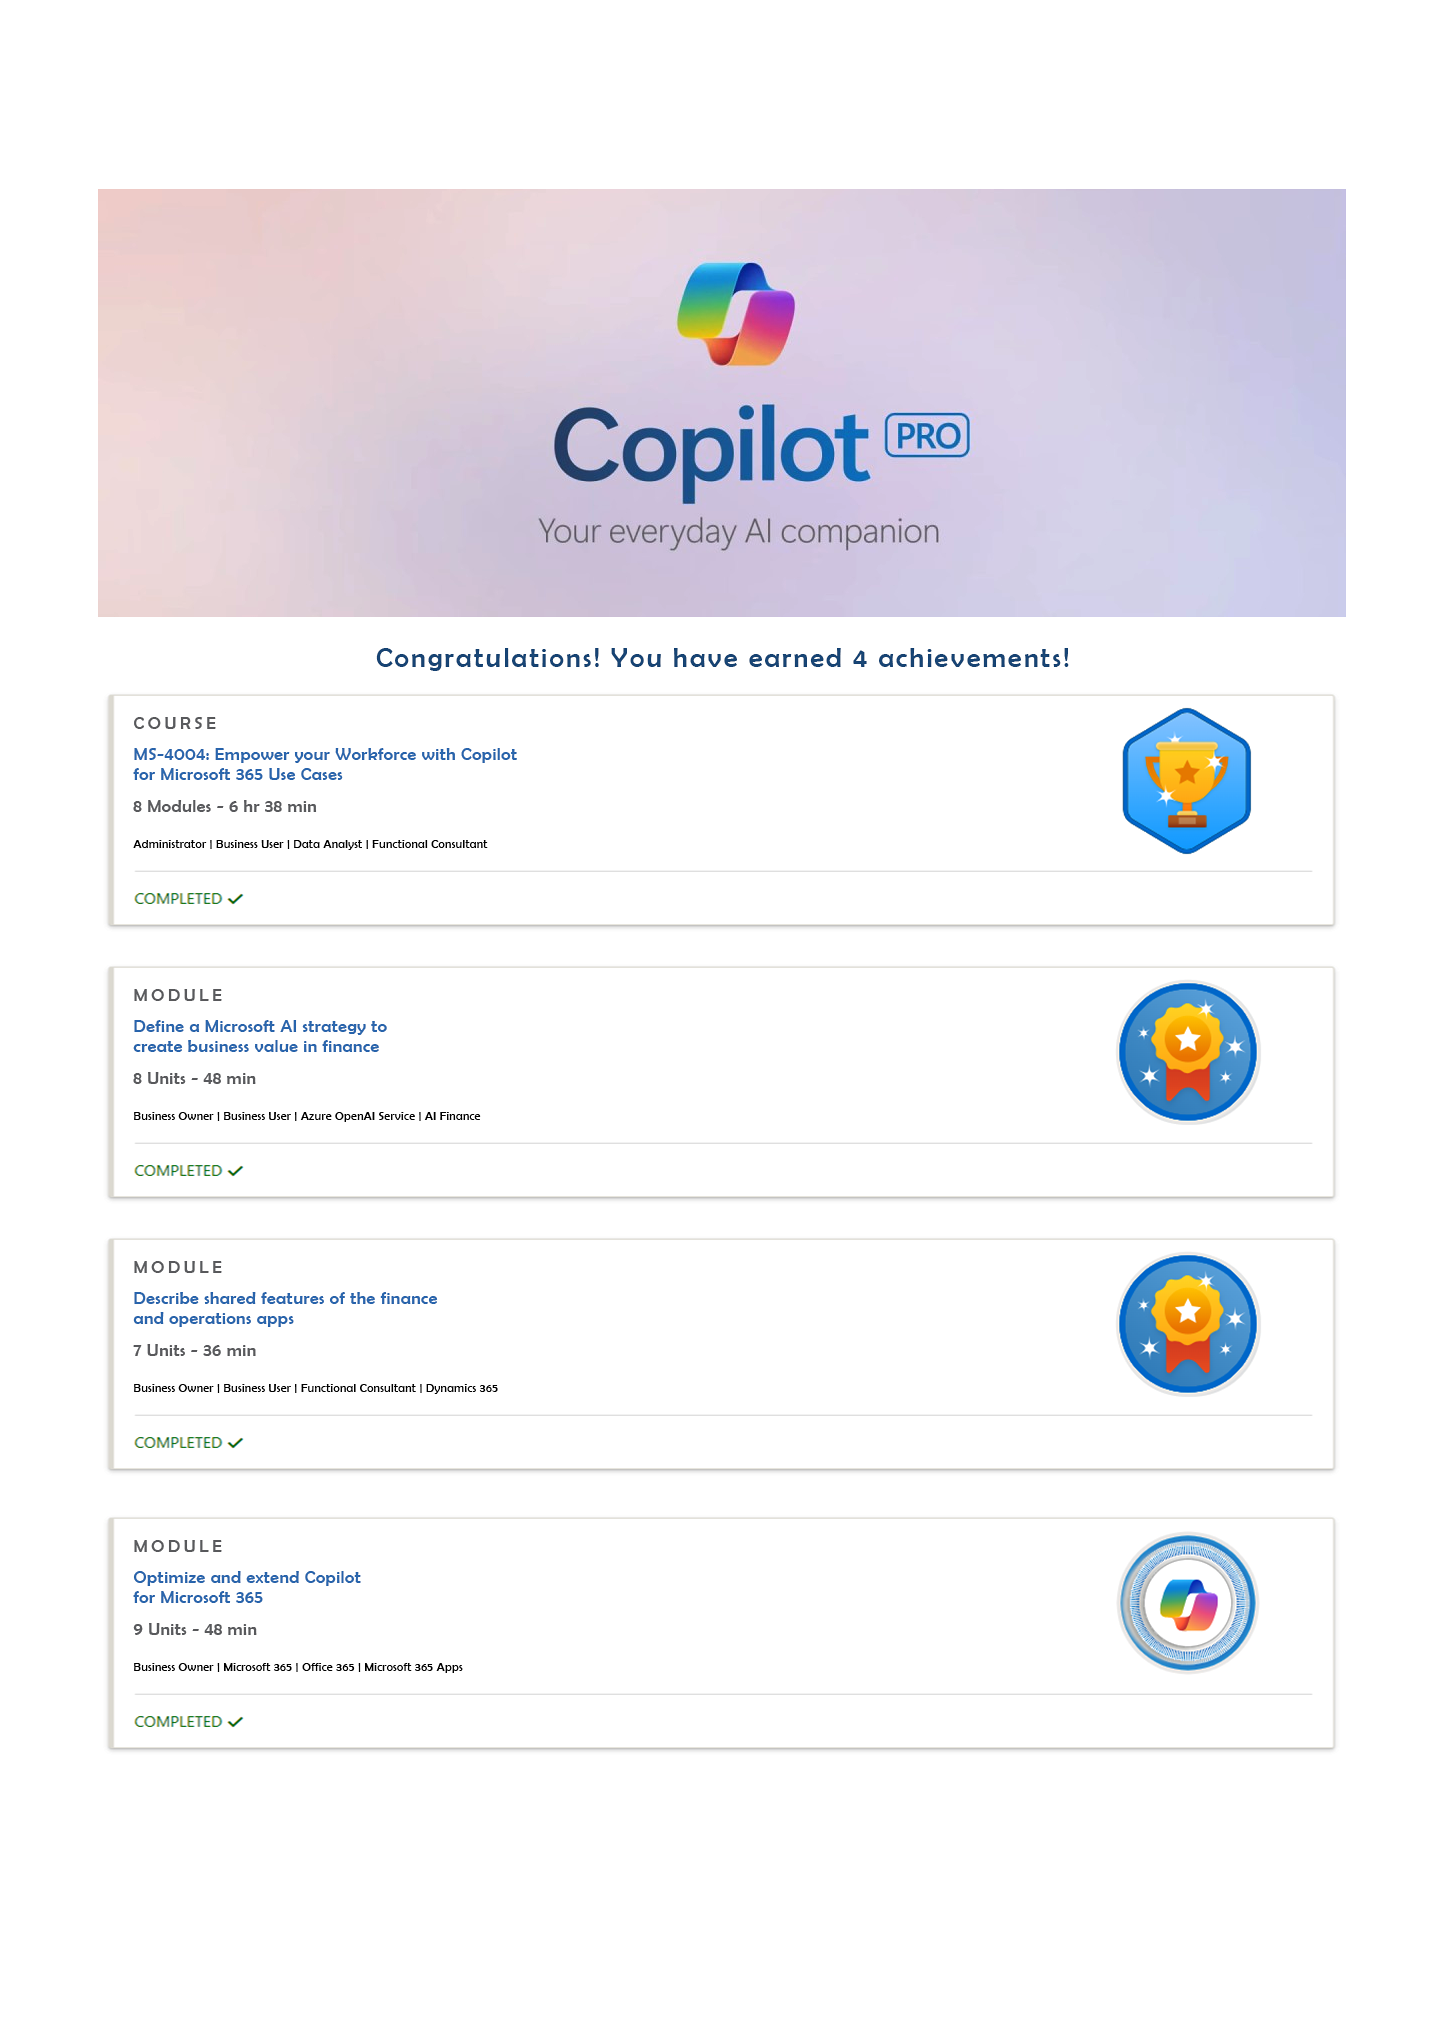 Copilot PRO
Your everyday AI companion
Congratulations! You have earned 4 achievements!
COURSE
MS-4004: Empower your Workforce with Copilot
for Microsoft 365 Use Cases
8 Modules - 6 hr 38 min
Administrator | Business User | Data Analyst | Functional Consultant
COMPLETED ✓
MODULE
Define a Microsoft AI strategy to
create business value in finance
8 Units - 48 min
Business Owner | Business User | Azure OpenAI Service | AI Finance
COMPLETED ✓
MODULE
Describe shared features of the finance
and operations apps
7 Units - 36 min
Business Owner | Business User | Functional Consultant | Dynamics 365
COMPLETED ✓
MODULE
Optimize and extend Copilot
for Microsoft 365
9 Units - 48 min
Business Owner | Microsoft 365 | Office 365 | Microsoft 365 Apps
COMPLETED ✓